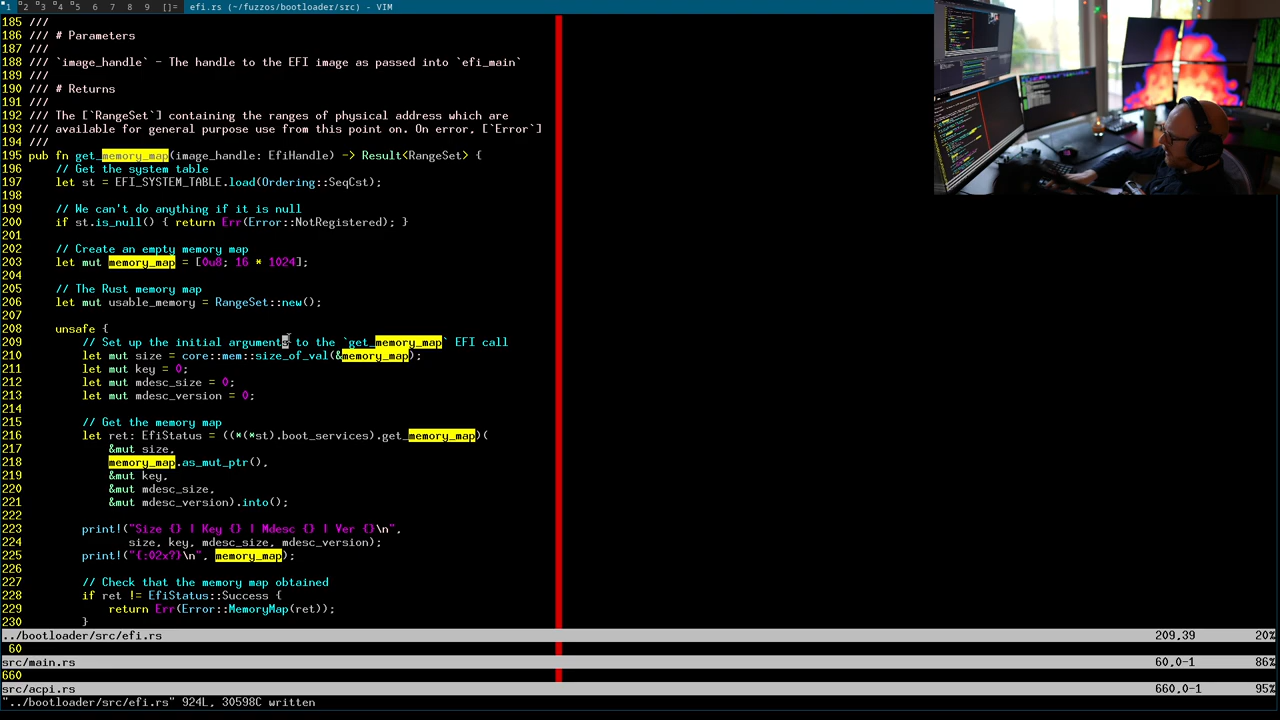 1 2 3 4 5 6 7 8 9 []= efi.rs (~/fuzzos/bootloader/src) - VIM
185 ///
186 /// # Parameters
187 ///
188 /// `image_handle` - The handle to the EFI image as passed into `efi_main`
189 ///
190 /// # Returns
191 ///
192 /// The [`RangeSet`] containing the ranges of physical address which are
193 /// available for general purpose use from this point on. On error, [`Error`]
194 ///
195 pub fn get_memory_map(image_handle: EfiHandle) -> Result<RangeSet> {
196     // Get the system table
197     let st = EFI_SYSTEM_TABLE.load(Ordering::SeqCst);
198
199     // We can't do anything if it is null
200     if st.is_null() { return Err(Error::NotRegistered); }
201
202     // Create an empty memory map
203     let mut memory_map = [0u8; 16 * 1024];
204
205     // The Rust memory map
206     let mut usable_memory = RangeSet::new();
207
208     unsafe {
209         // Set up the initial arguments to the `get_memory_map` EFI call
210         let mut size = core::mem::size_of_val(&memory_map);
211         let mut key = 0;
212         let mut mdesc_size = 0;
213         let mut mdesc_version = 0;
214
215         // Get the memory map
216         let ret: EfiStatus = ((*(*st).boot_services).get_memory_map)(
217             &mut size,
218             memory_map.as_mut_ptr(),
219             &mut key,
220             &mut mdesc_size,
221             &mut mdesc_version).into();
222
223         print!("Size {} | Key {} | Mdesc {} | Ver {}\n",
224                size, key, mdesc_size, mdesc_version);
225         print!("{:02x?}\n", memory_map);
226
227         // Check that the memory map obtained
228         if ret != EfiStatus::Success {
229             return Err(Error::MemoryMap(ret));
230         }
../bootloader/src/efi.rs 209,39 20%
60
src/main.rs 60,0-1 86%
660
src/acpi.rs 660,0-1 95%
"../bootloader/src/efi.rs" 924L, 30598C written